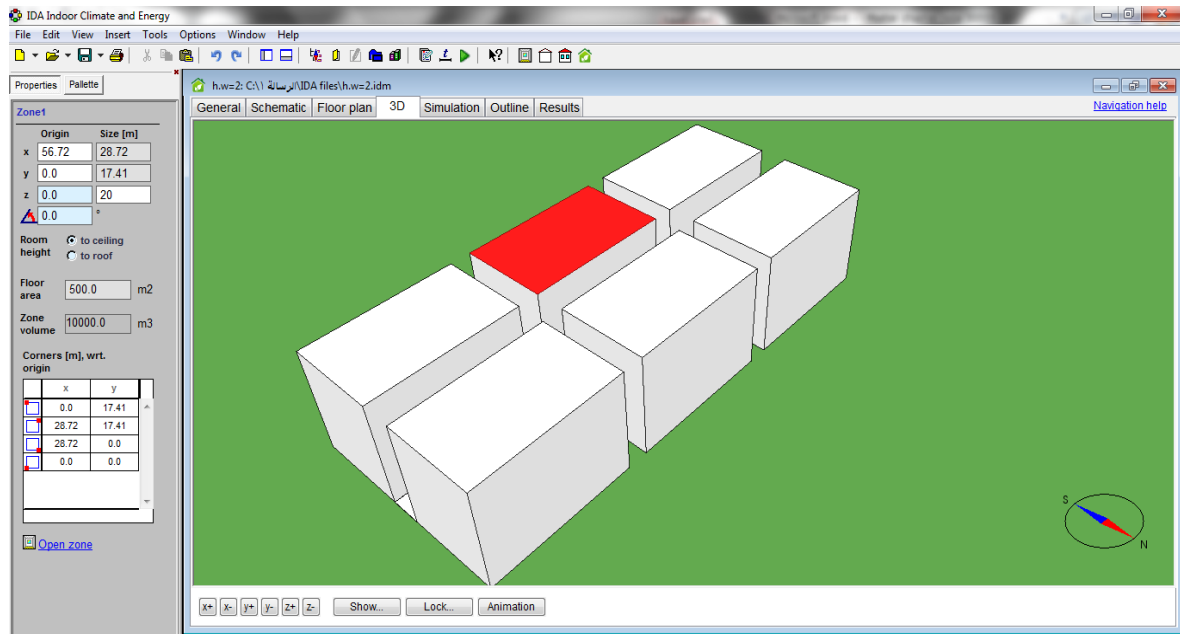 IDA Indoor Climate and Energy
File Edit View Insert Tools Options Window Help
Properties Pallette
h.w=2: C:\١ الرسالة\IDA files\h.w=2.idm
General Schematic Floor plan 3D Simulation Outline Results
Navigation help
Zone1
Origin Size [m]
x 56.72 28.72
y 0.0 17.41
z 0.0 20
0.0 °
Room height
to ceiling
to roof
Floor area 500.0 m2
Zone volume 10000.0 m3
Corners [m], wrt. origin
x y
0.0 17.41
28.72 17.41
28.72 0.0
0.0 0.0
Open zone
S
N
x+ x- y+ y- z+ z- Show... Lock... Animation